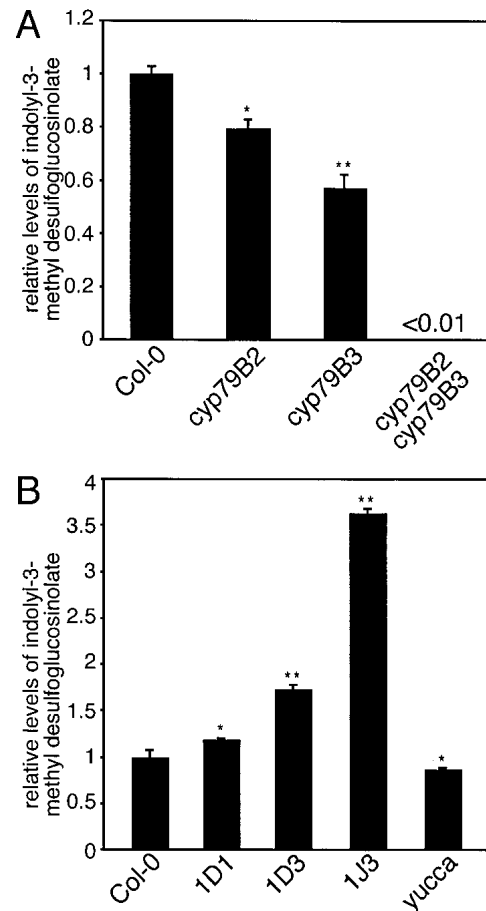 A
relative levels of indolyl-3-
methyl desulfoglucosinolate
1.2
1
0.8
0.6
0.4
0.2
0
*
**
<0.01
Col-0
cyp79B2
cyp79B3
cyp79B2
cyp79B3
B
relative levels of indolyl-3-
methyl desulfoglucosinolate
4
3.5
3
2.5
2
1.5
1
0.5
0
*
**
**
*
Col-0
1D1
1D3
1J3
yucca